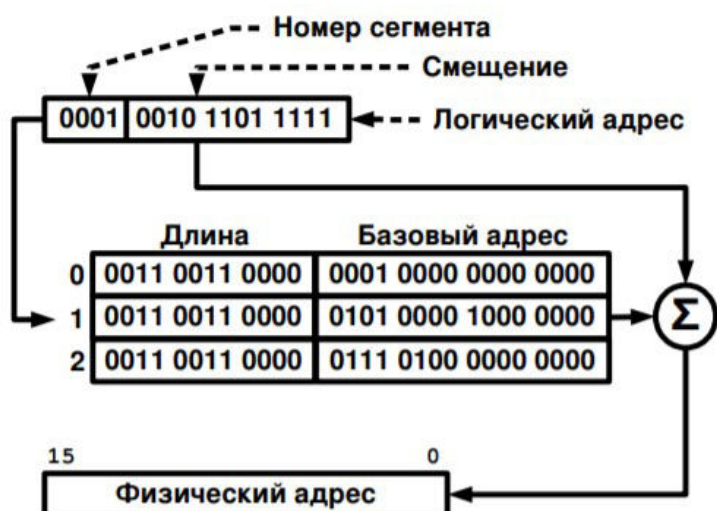 Номер сегмента
Смещение
0001 0010 1101 1111 Логический адрес
Длина Базовый адрес
0 0011 0011 0000 0001 0000 0000 0000
1 0011 0011 0000 0101 0000 1000 0000 Σ
2 0011 0011 0000 0111 0100 0000 0000
15 0
Физический адрес